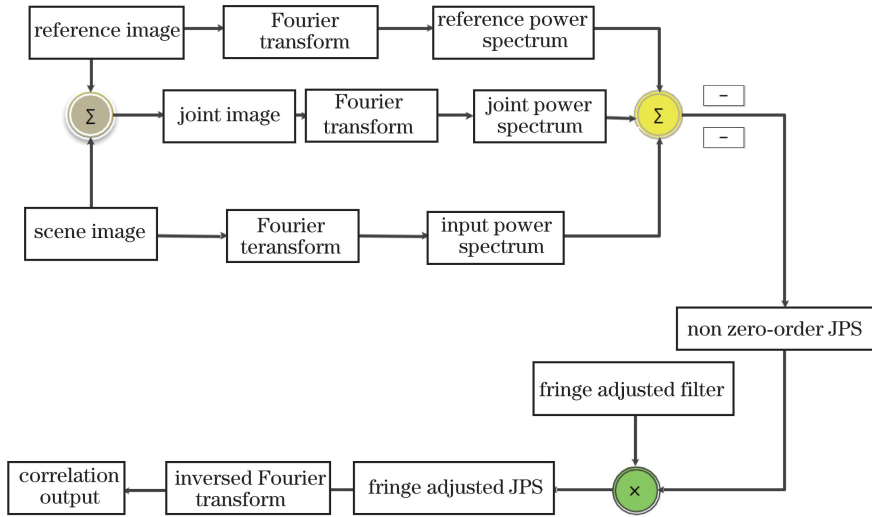 reference image
Fourier
transform
reference power
spectrum
Σ
joint image
Fourier
transform
joint power
spectrum
Σ
−
−
scene image
Fourier
teransform
input power
spectrum
non zero-order JPS
fringe adjusted filter
correlation
output
inversed Fourier
transform
fringe adjusted JPS
×